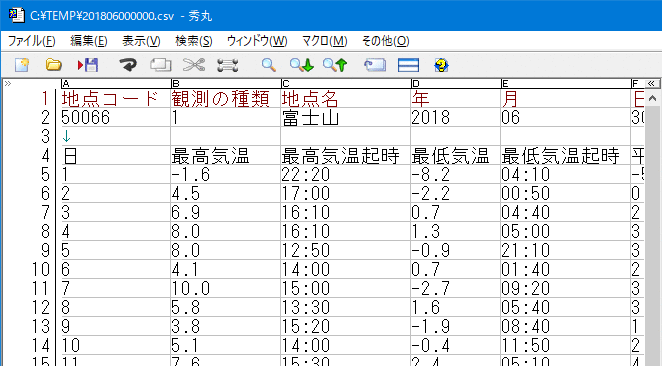 C:¥TEMP¥201806000000.csv - 秀丸
ファイル(F) 編集(E) 表示(V) 検索(S) ウィンドウ(W) マクロ(M) その他(O)
A B C D E F
1 地点コード 観測の種類 地点名 年 月 日
2 50066 1 富士山 2018 06 30
3 ↓
4 日 最高気温 最高気温起時 最低気温 最低気温起時 平
5 1 -1.6 22:20 -8.2 04:10 -5
6 2 4.5 17:00 -2.2 00:50 0
7 3 6.9 16:10 0.7 04:40 2
8 4 8.0 16:10 1.3 05:00 3
9 5 8.0 12:50 -0.9 21:10 3
10 6 4.1 14:00 0.7 01:40 2
11 7 10.0 15:00 -2.7 09:20 3
12 8 5.8 13:30 1.6 05:40 3
13 9 3.8 15:20 -1.9 08:40 1
14 10 5.1 14:00 -0.4 11:50 2
15 11 7.6 15:30 2.4 05:10 4